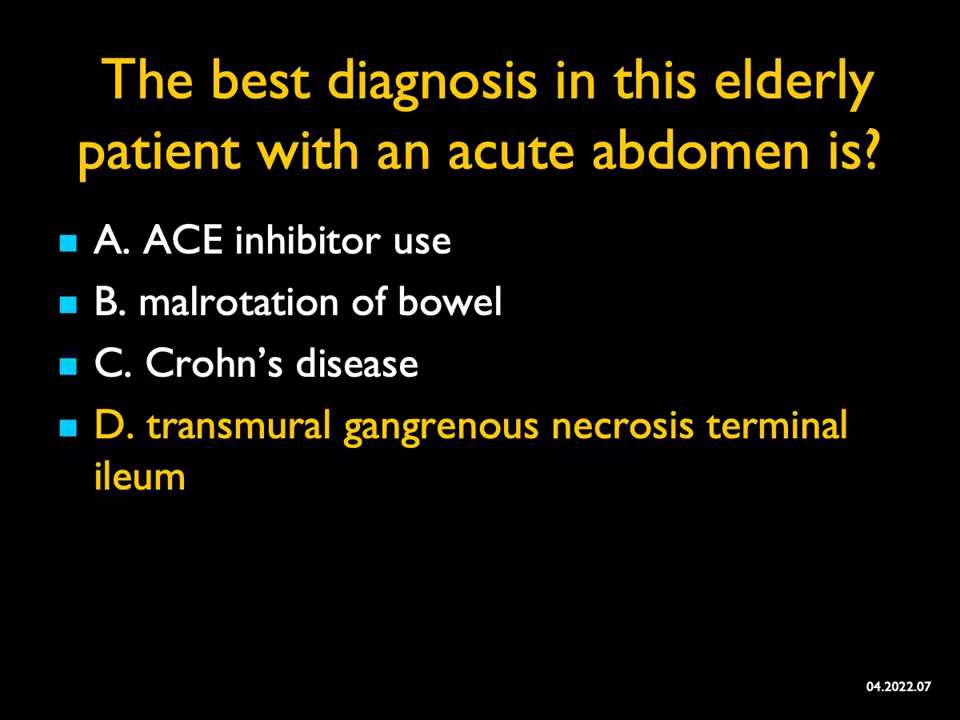 The best diagnosis in this elderly
patient with an acute abdomen is?
A. ACE inhibitor use
B. malrotation of bowel
C. Crohn’s disease
D. transmural gangrenous necrosis terminal
ileum
04.2022.07